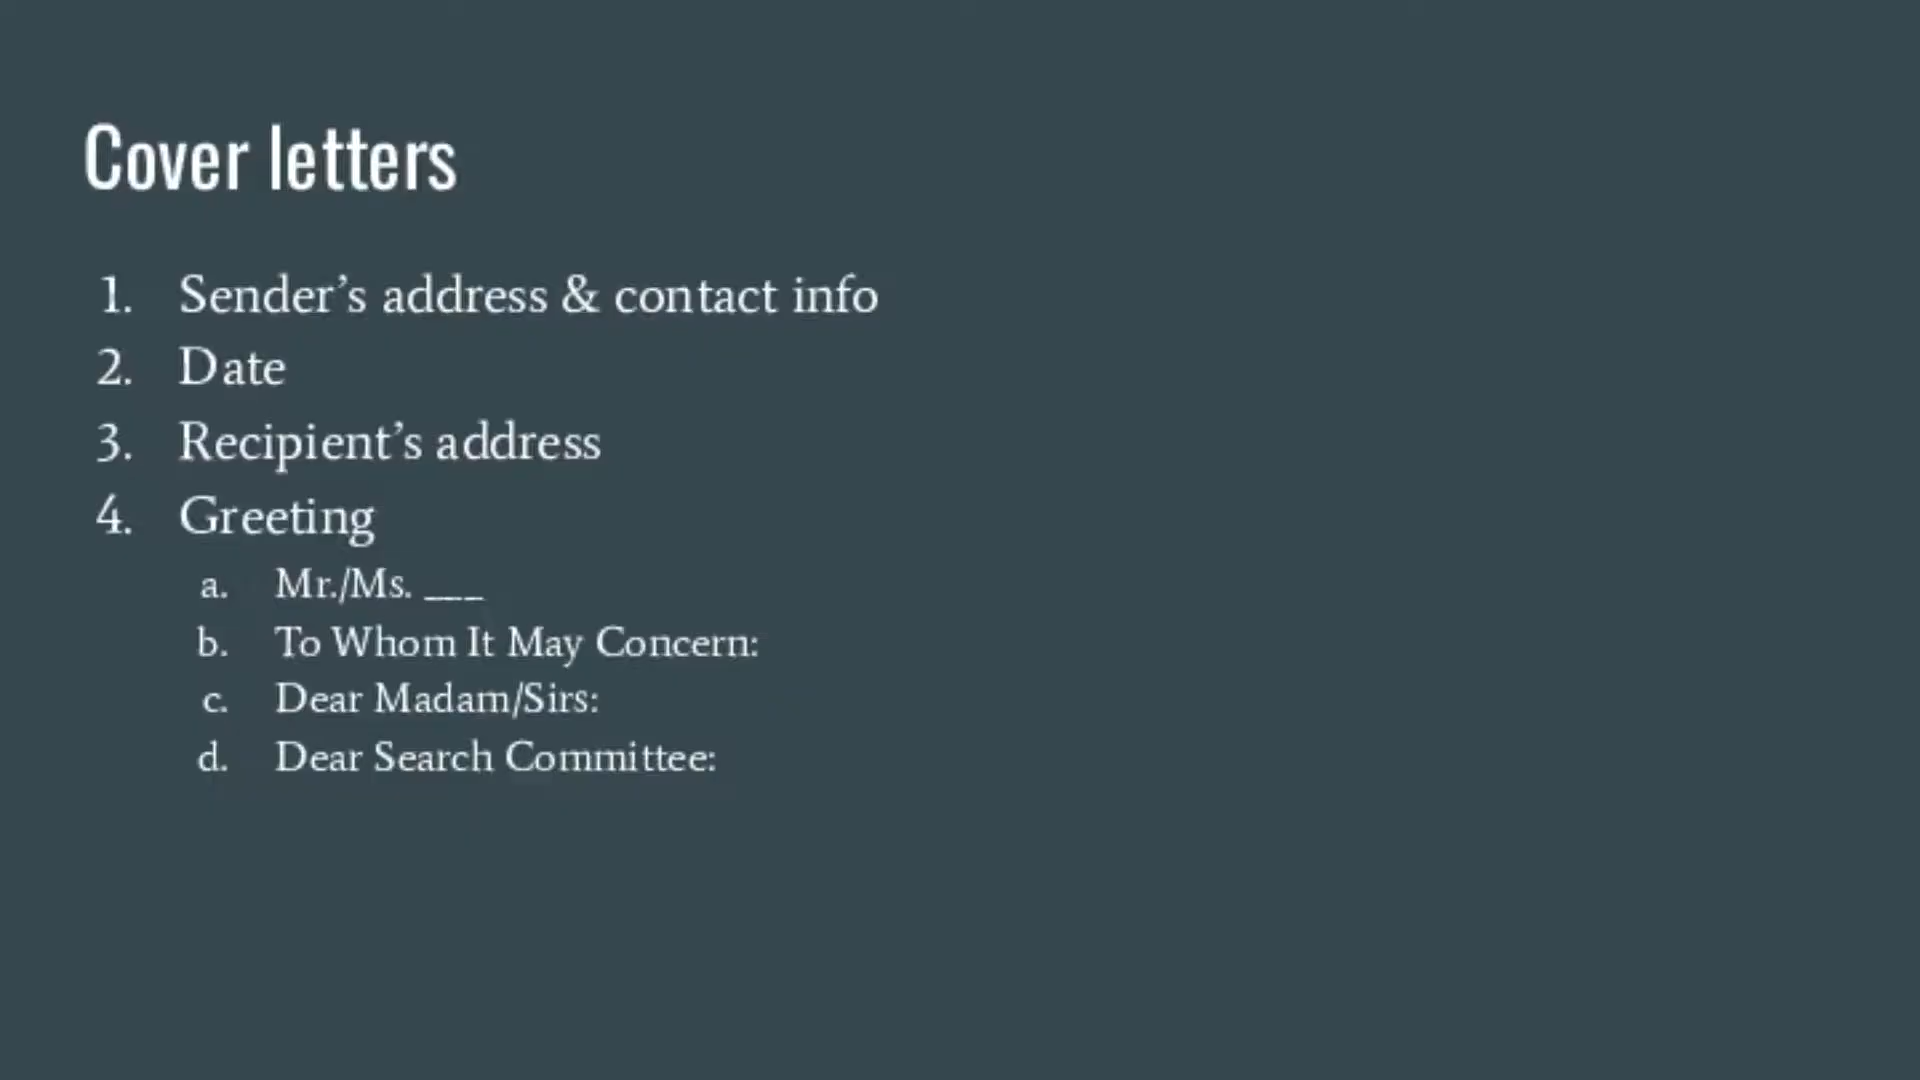 Cover letters
1. Sender’s address & contact info
2. Date
3. Recipient’s address
4. Greeting
a. Mr./Ms. ___
b. To Whom It May Concern:
c. Dear Madam/Sirs:
d. Dear Search Committee: